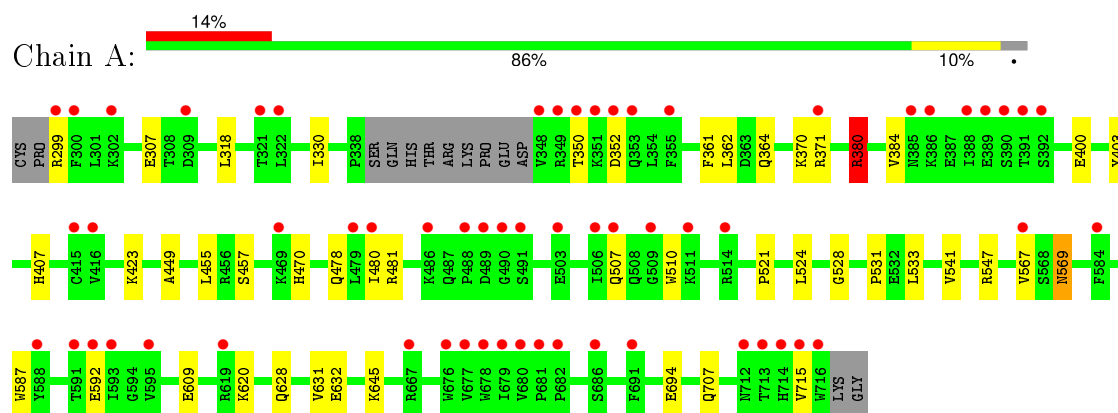 14%
Chain A:
86% 10% •
CYS PRO R299 F300 L301 K302 E307 T308 D309 L318 T321 L322 I330 P338 SER GLN HIS THR ARG LYS PRO GLU ASP V348 R349 T350 K351 D352 Q353 L354 F355 F361 L362 D363 Q364 K370 R371 R380 V384 N385 K386 E387 I388 E389 S390 T391 S392 E400 Y403
H407 C415 V416 K423 A449 L455 R456 S457 K469 H470 Q478 L479 I480 R481 K486 Q487 P488 D489 G490 S491 E503 I506 Q507 Q508 G509 W510 K511 R514 P521 L524 G528 P531 E532 L533 V541 R547 V567 S568 N569 F584
W587 Y588 T591 E592 I593 G594 V595 E609 R619 K620 Q628 V631 E632 K645 R667 W676 V677 W678 I679 V680 P681 P682 S686 F691 E694 Q707 N712 T713 H714 V715 W716 LYS GLY